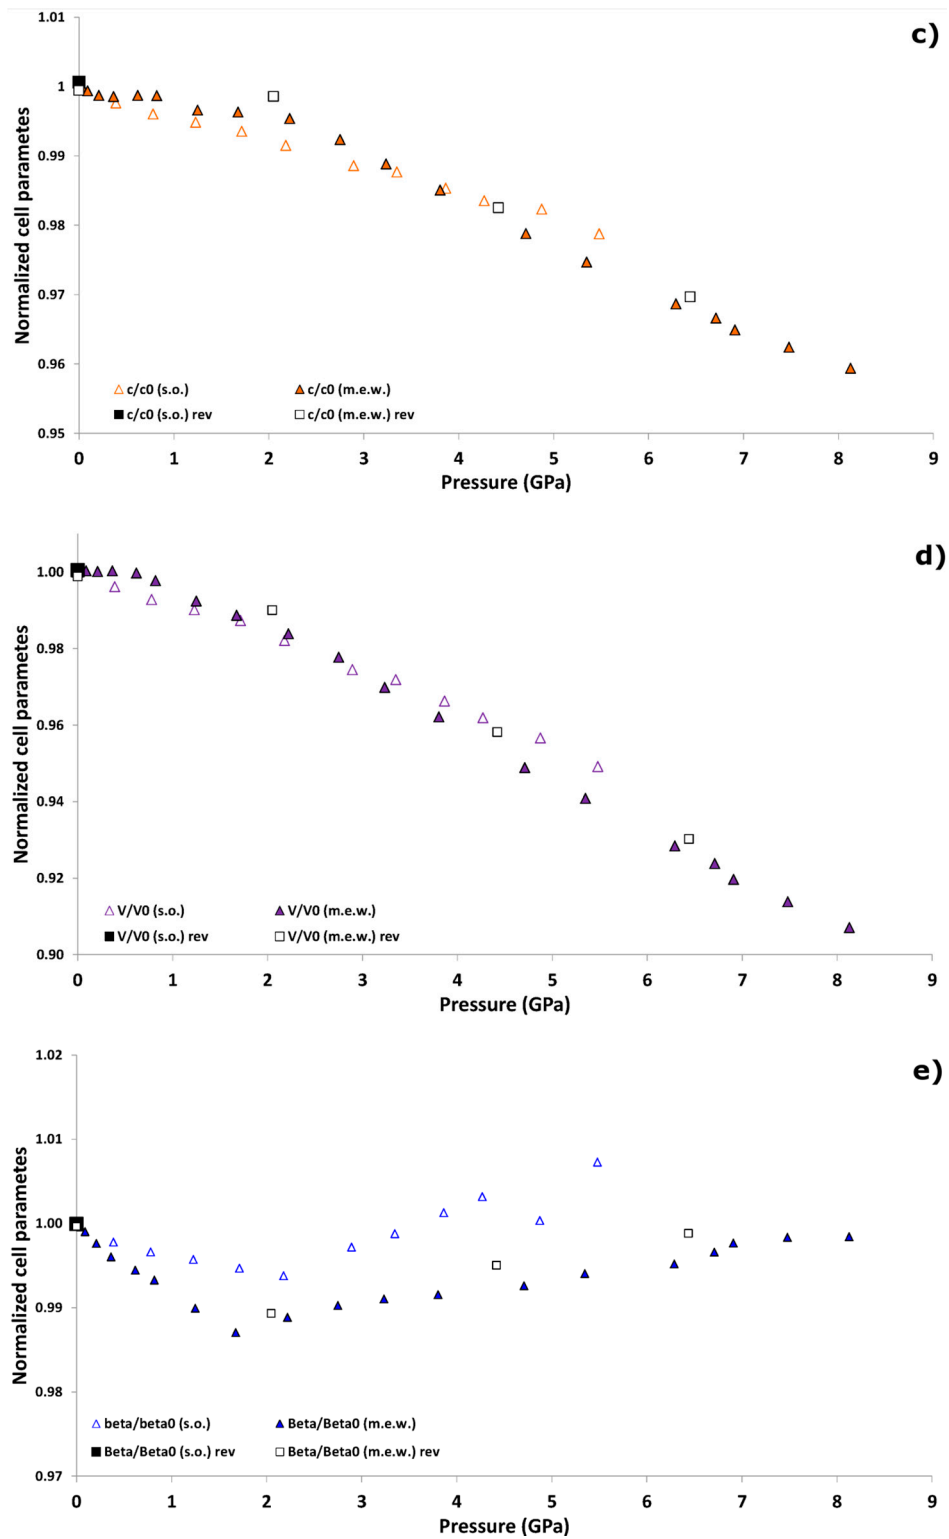 c)
1.01
1
0.99
0.98
0.97
0.96
0.95
Normalized cell parametes
c/c0 (s.o.) c/c0 (m.e.w.)
c/c0 (s.o.) rev c/c0 (m.e.w.) rev
0 1 2 3 4 5 6 7 8 9
Pressure (GPa)
d)
1.00
0.98
0.96
0.94
0.92
0.90
Normalized cell parametes
V/V0 (s.o.) V/V0 (m.e.w.)
V/V0 (s.o.) rev V/V0 (m.e.w.) rev
0 1 2 3 4 5 6 7 8 9
Pressure (GPa)
e)
1.02
1.01
1.00
0.99
0.98
0.97
Normalized cell parametes
beta/beta0 (s.o.) Beta/Beta0 (m.e.w.)
Beta/Beta0 (s.o.) rev Beta/Beta0 (m.e.w.) rev
0 1 2 3 4 5 6 7 8 9
Pressure (GPa)